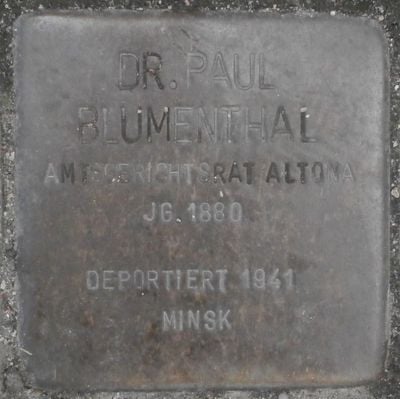 DR. PAUL
BLUMENTHAL
AMTSGERICHTSRAT ALTONA
JG. 1880
DEPORTIERT 1941
MINSK